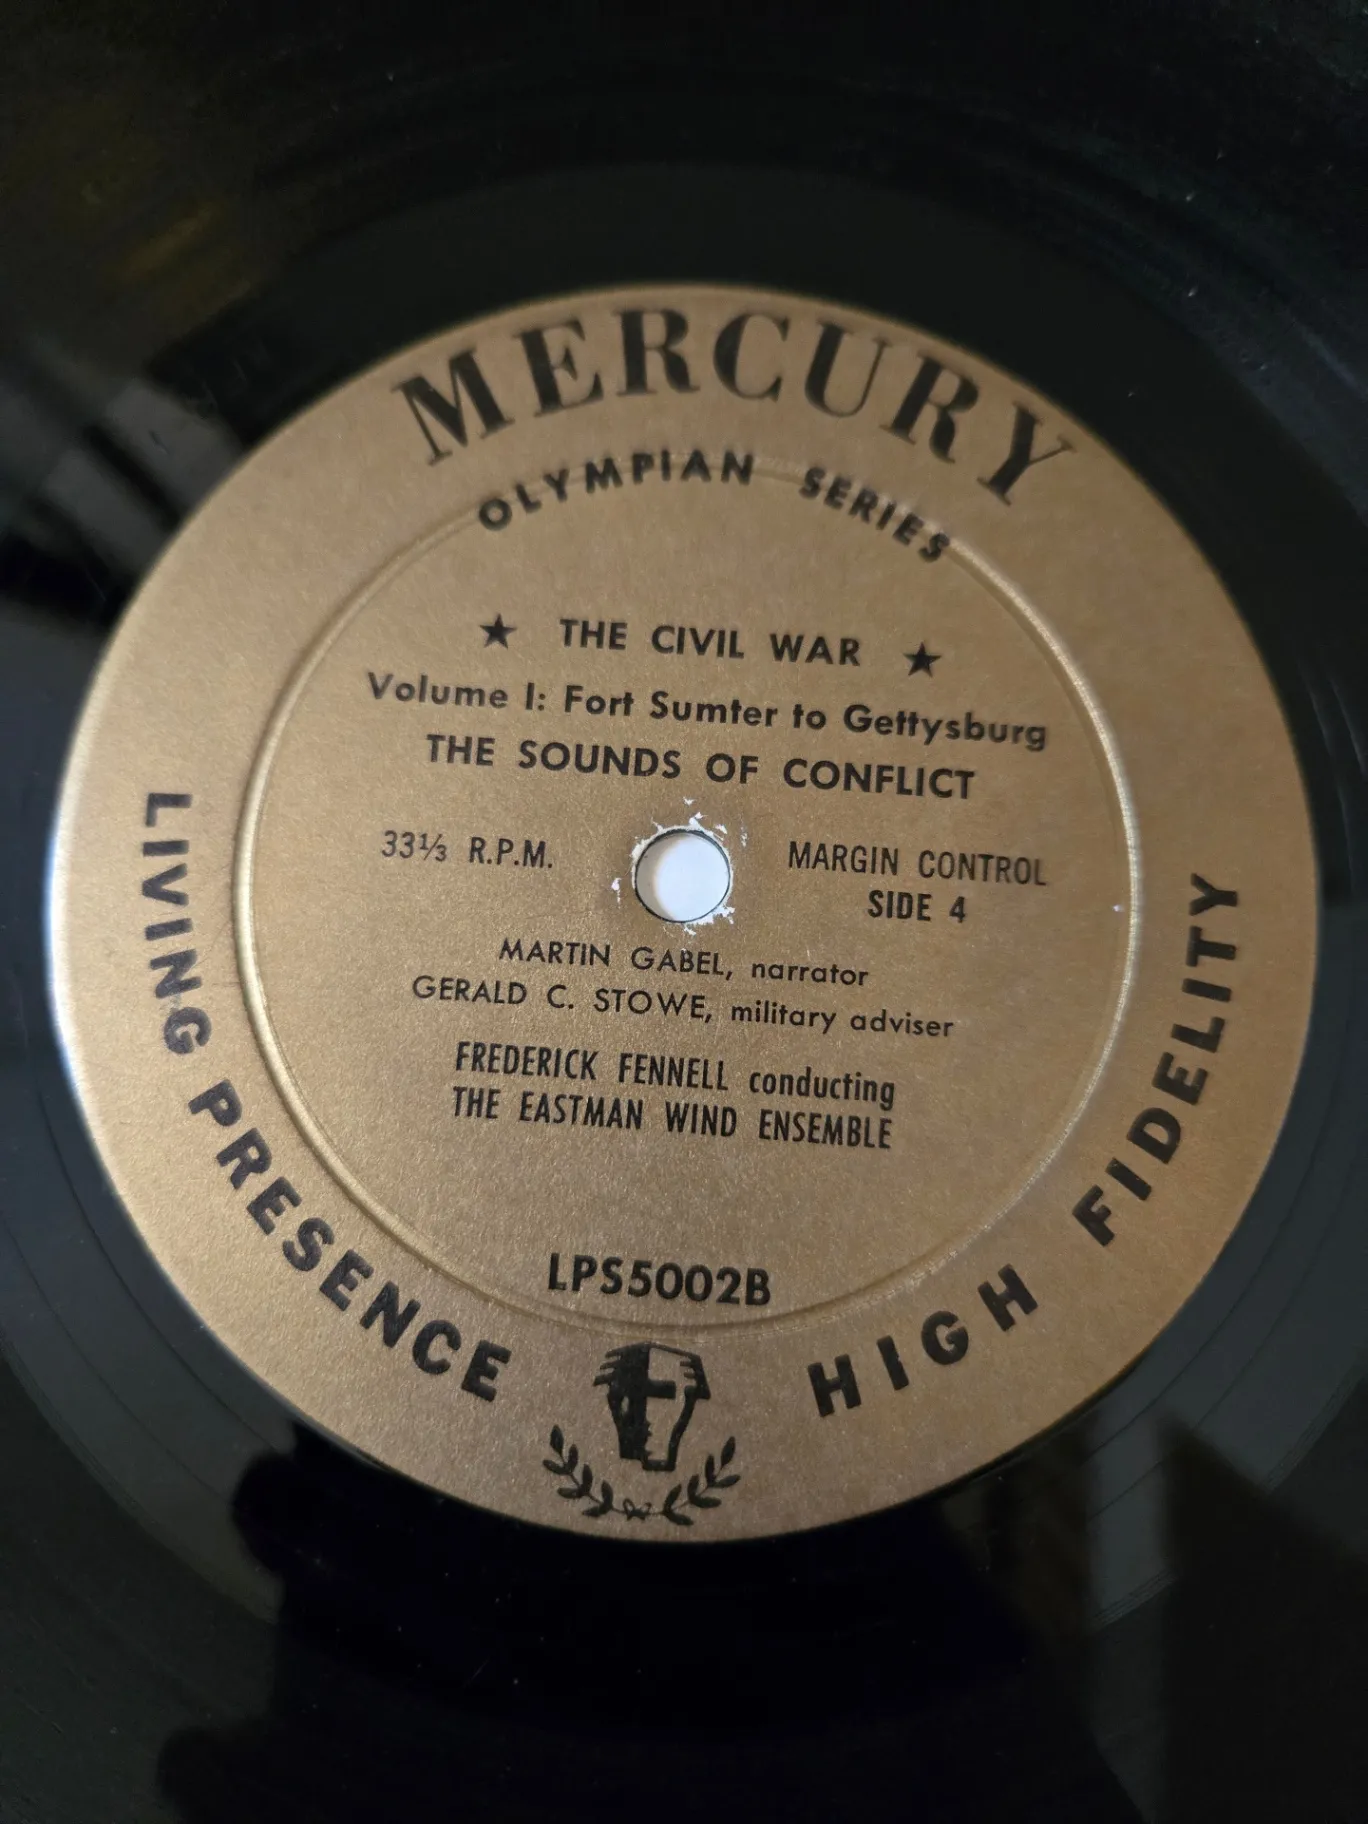 MERCURY
OLYMPIAN SERIES
★ THE CIVIL WAR ★
Volume I: Fort Sumter to Gettysburg
THE SOUNDS OF CONFLICT
33⅓ R.P.M.
MARGIN CONTROL
SIDE 4
MARTIN GABEL, narrator
GERALD C. STOWE, military adviser
FREDERICK FENNELL conducting
THE EASTMAN WIND ENSEMBLE
LPS5002B
LIVING PRESENCE
HIGH FIDELITY